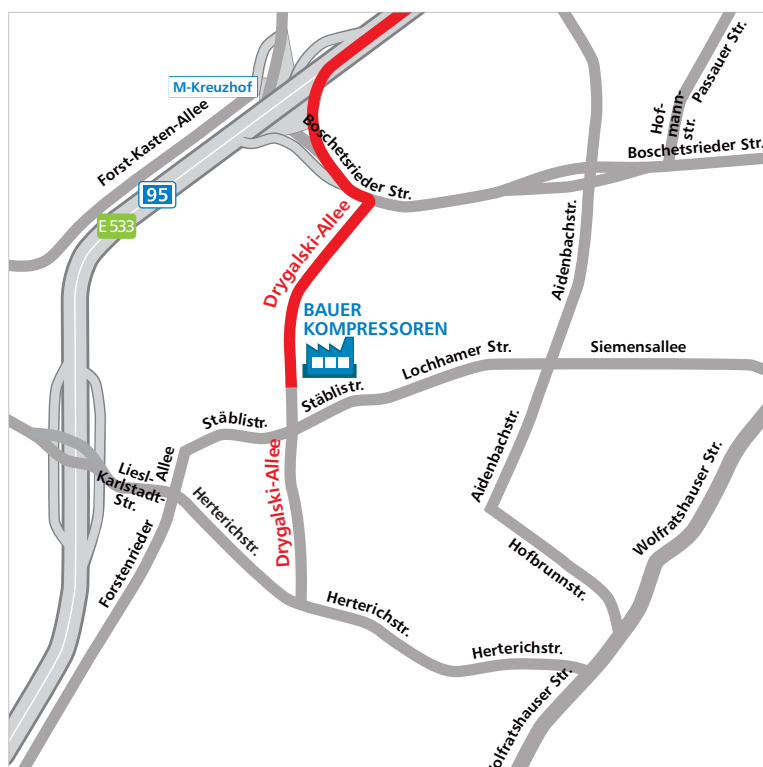 M-Kreuzhof
Forst-Kasten-Allee
95
E 533
Boschetsrieder Str.
Passauer Str.
Hof-
mann-
str.
Boschetsrieder Str.
Drygalski-Allee
Aidenbachstr.
BAUER
KOMPRESSOREN
Lochhamer Str.
Siemensallee
Stäblistr.
Stäblistr.
Drygalski-Allee
Aidenbachstr.
Liesl-
Karlstadt-
Str.
Forstenrieder
Allee
Herterichstr.
Wolfratshauser Str.
Hofbrunnstr.
Herterichstr.
Herterichstr.
olfratshauser Str.